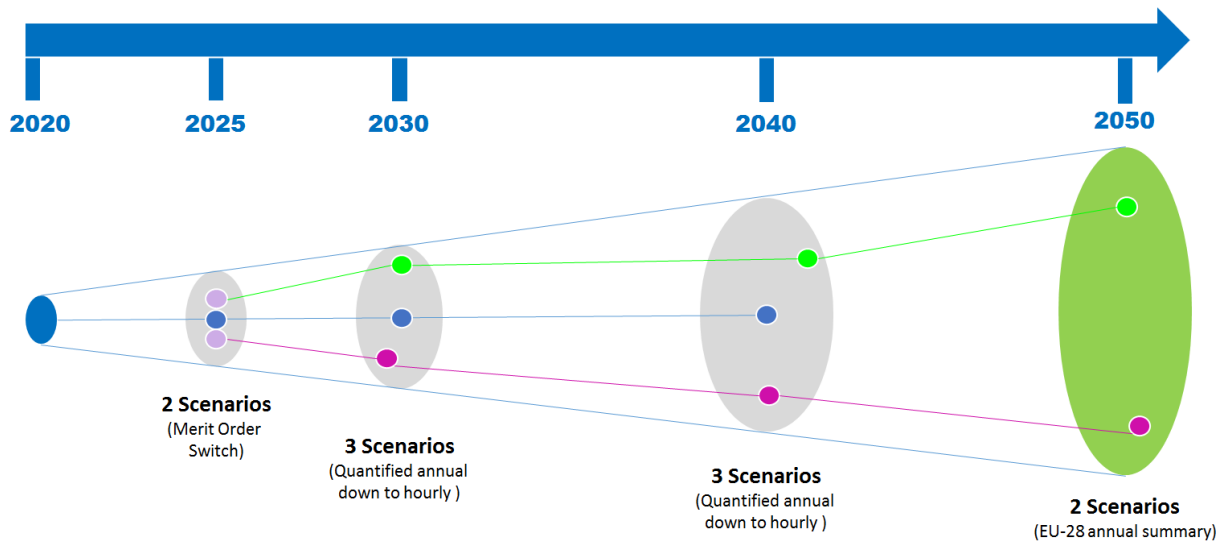 2020
2025
2030
2040
2050
2 Scenarios
(Merit Order
Switch)
3 Scenarios
(Quantified annual
down to hourly )
3 Scenarios
(Quantified annual
down to hourly )
2 Scenarios
(EU-28 annual summary)